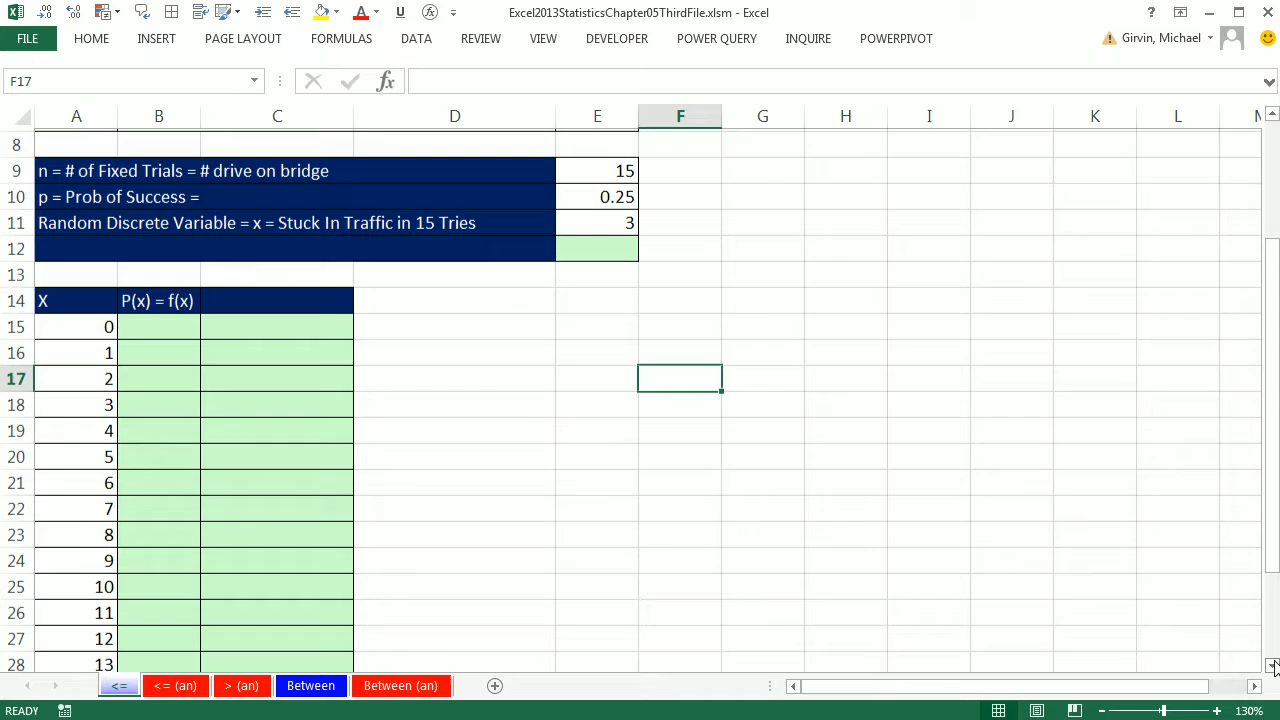 Excel2013StatisticsChapter05ThirdFile.xlsm - Excel
FILE HOME INSERT PAGE LAYOUT FORMULAS DATA REVIEW VIEW DEVELOPER POWER QUERY INQUIRE POWERPIVOT Girvin, Michael
F17 fx
A B C D E F G H I J K L
8
9 n = # of Fixed Trials = # drive on bridge 15
10 p = Prob of Success = 0.25
11 Random Discrete Variable = x = Stuck In Traffic in 15 Tries 3
12
13
14 X P(x) = f(x)
15 0
16 1
17 2
18 3
19 4
20 5
21 6
22 7
23 8
24 9
25 10
26 11
27 12
28 13
<= <= (an) > (an) Between Between (an)
READY 130%